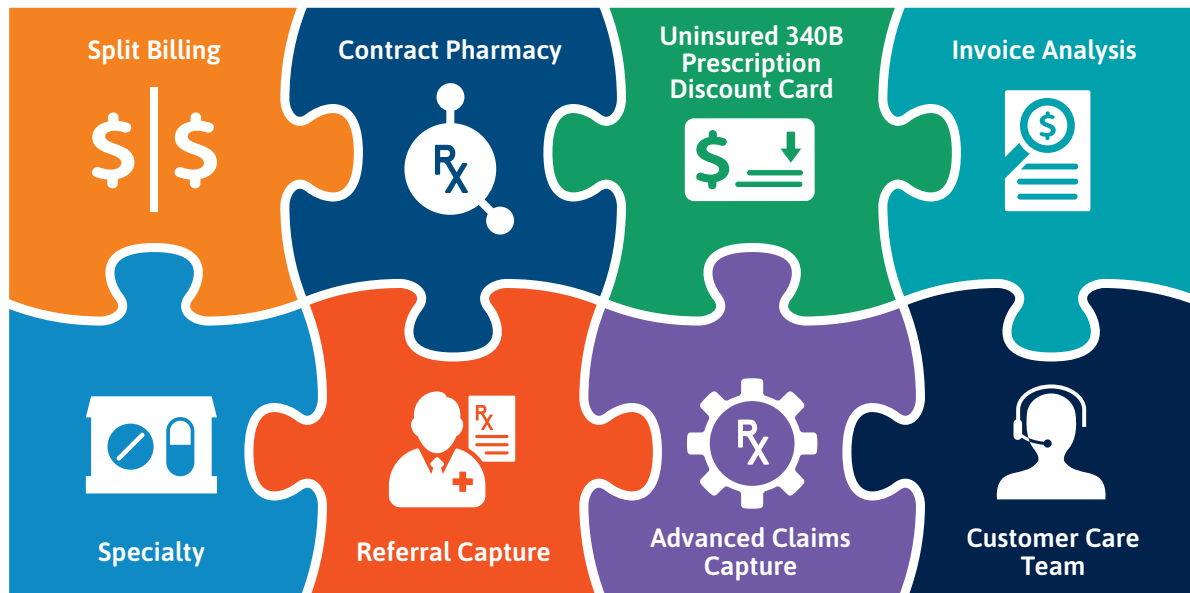 Split Billing
$ $
Contract Pharmacy
Rx
Uninsured 340B
Prescription
Discount Card
$
Invoice Analysis
$
Specialty
Rx
Referral Capture
Rx
Advanced Claims
Capture
Customer Care
Team